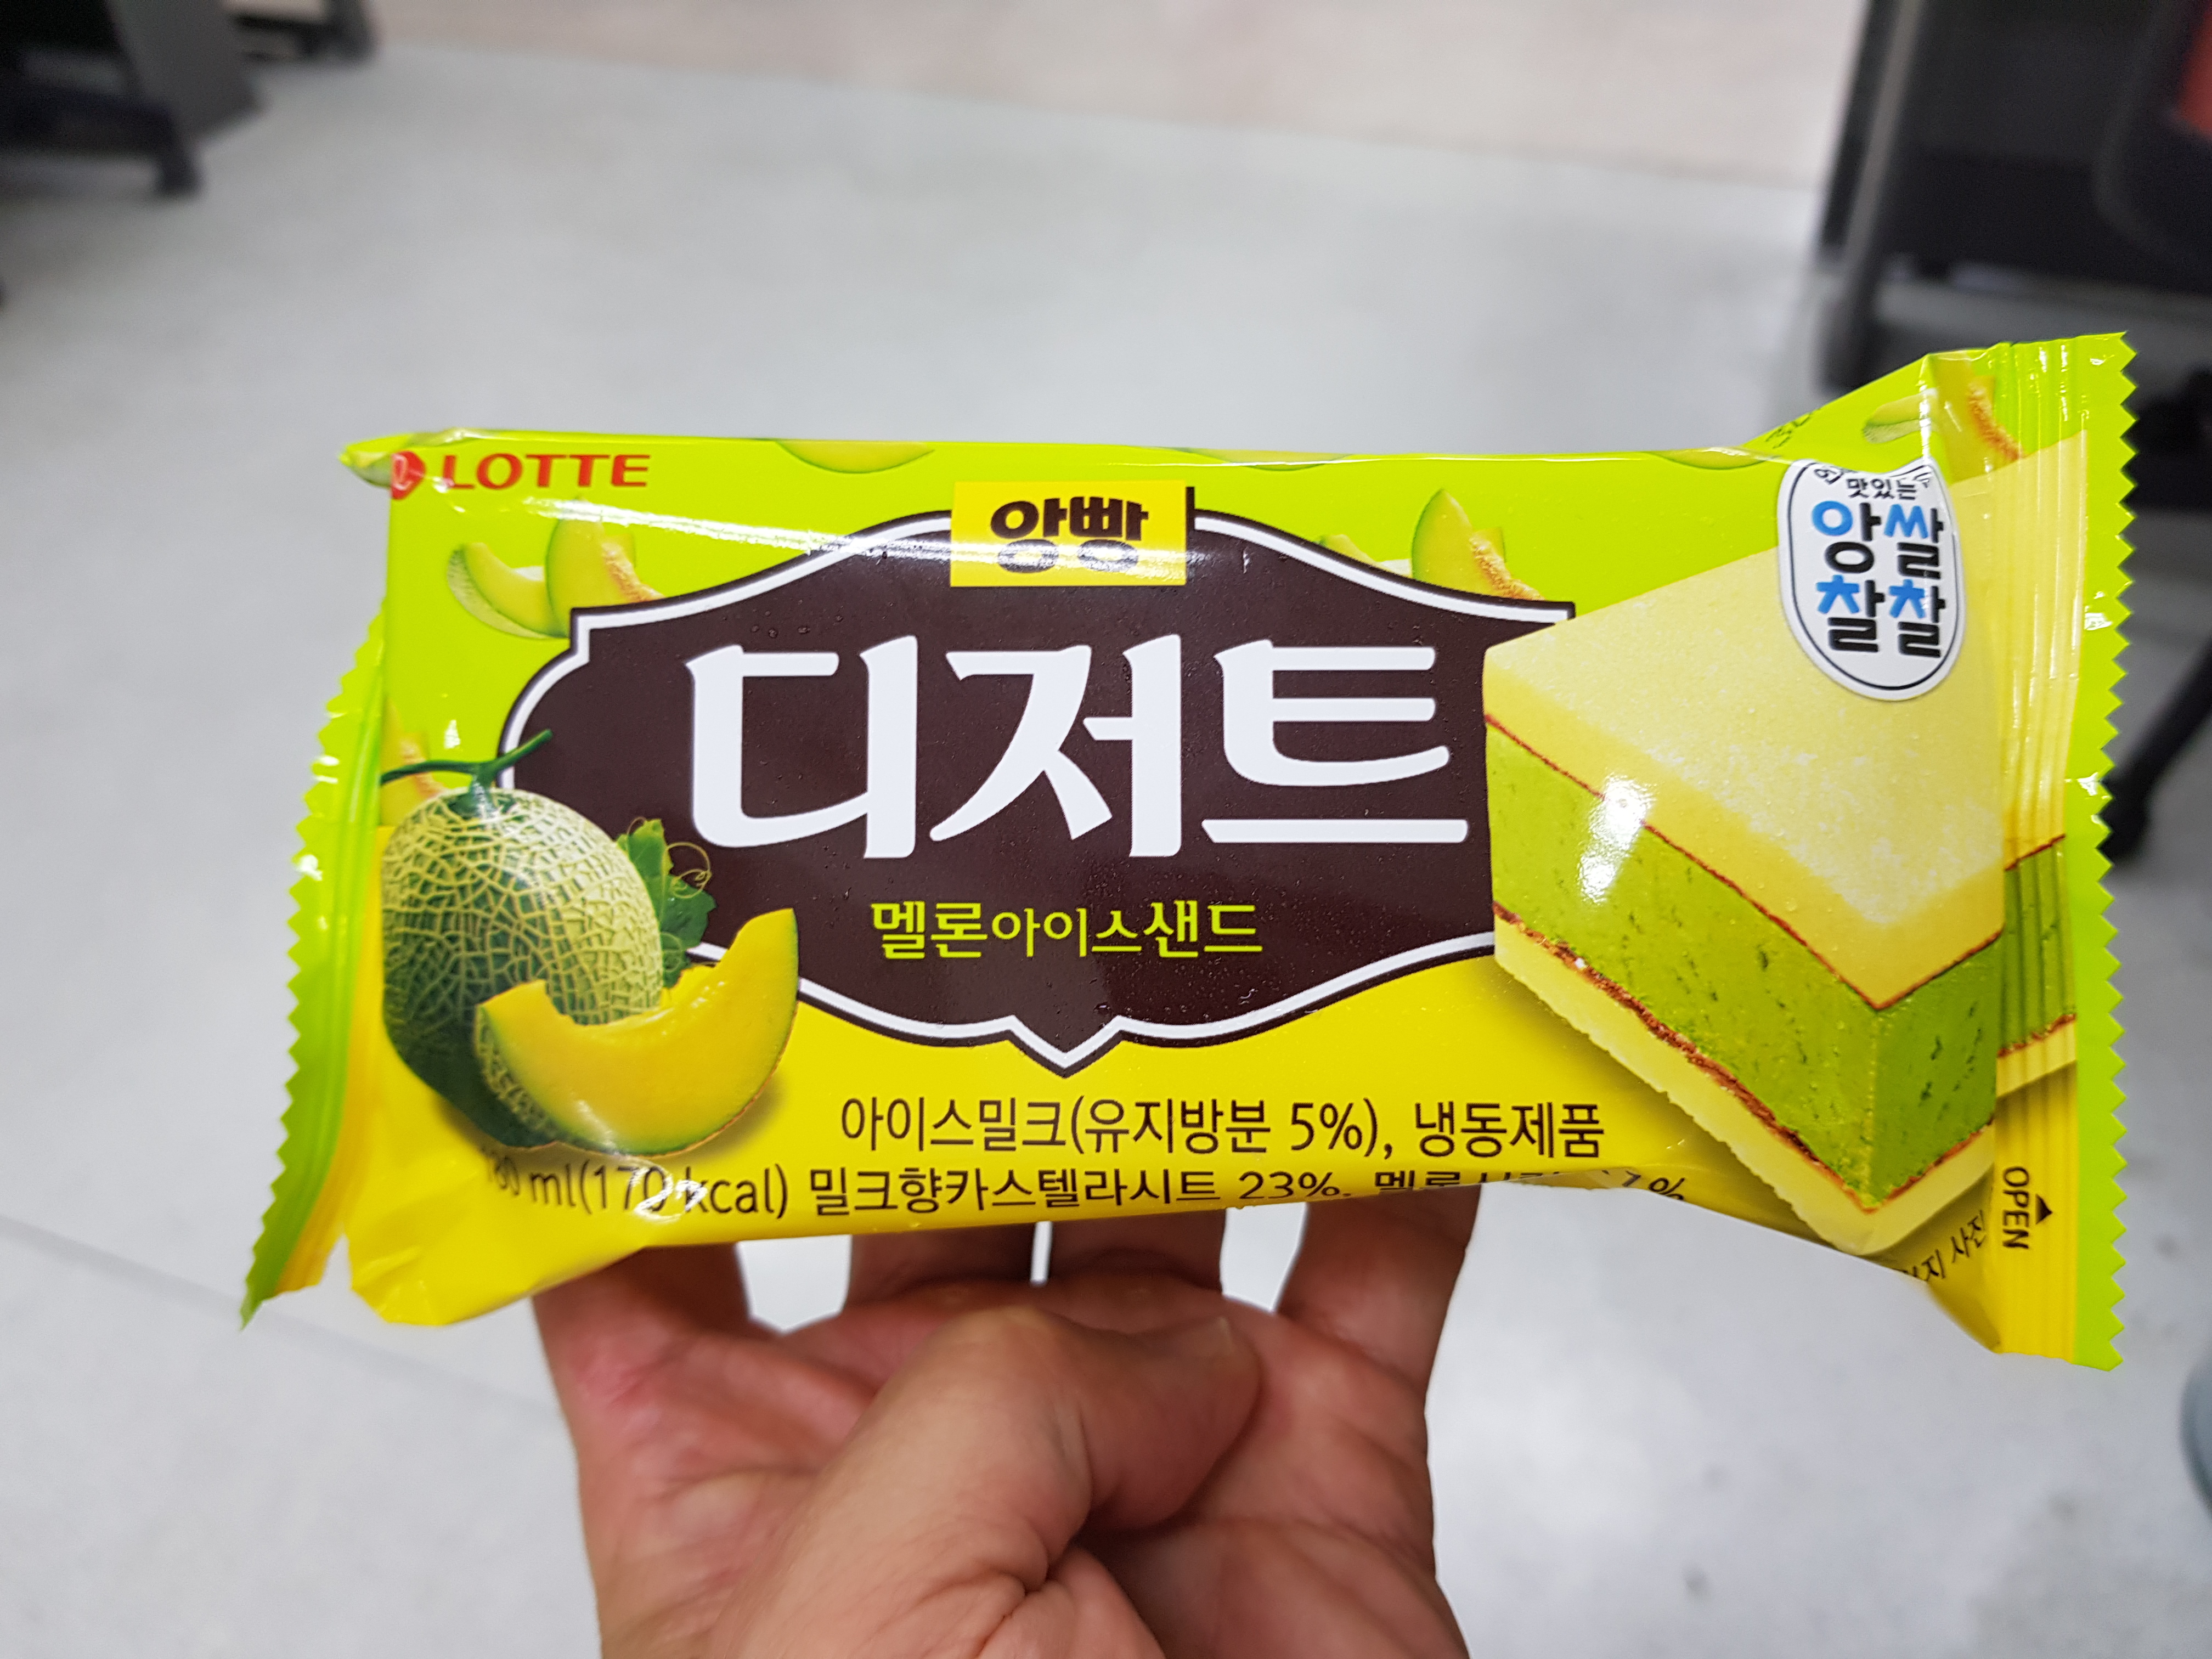 LOTTE
앙빵
디저트
멜론아이스샌드
맛있는
앙쌀
찰찰
아이스밀크(유지방분 5%), 냉동제품
ml(170 kcal) 밀크향카스텔라시트 23%,
사진
OPEN